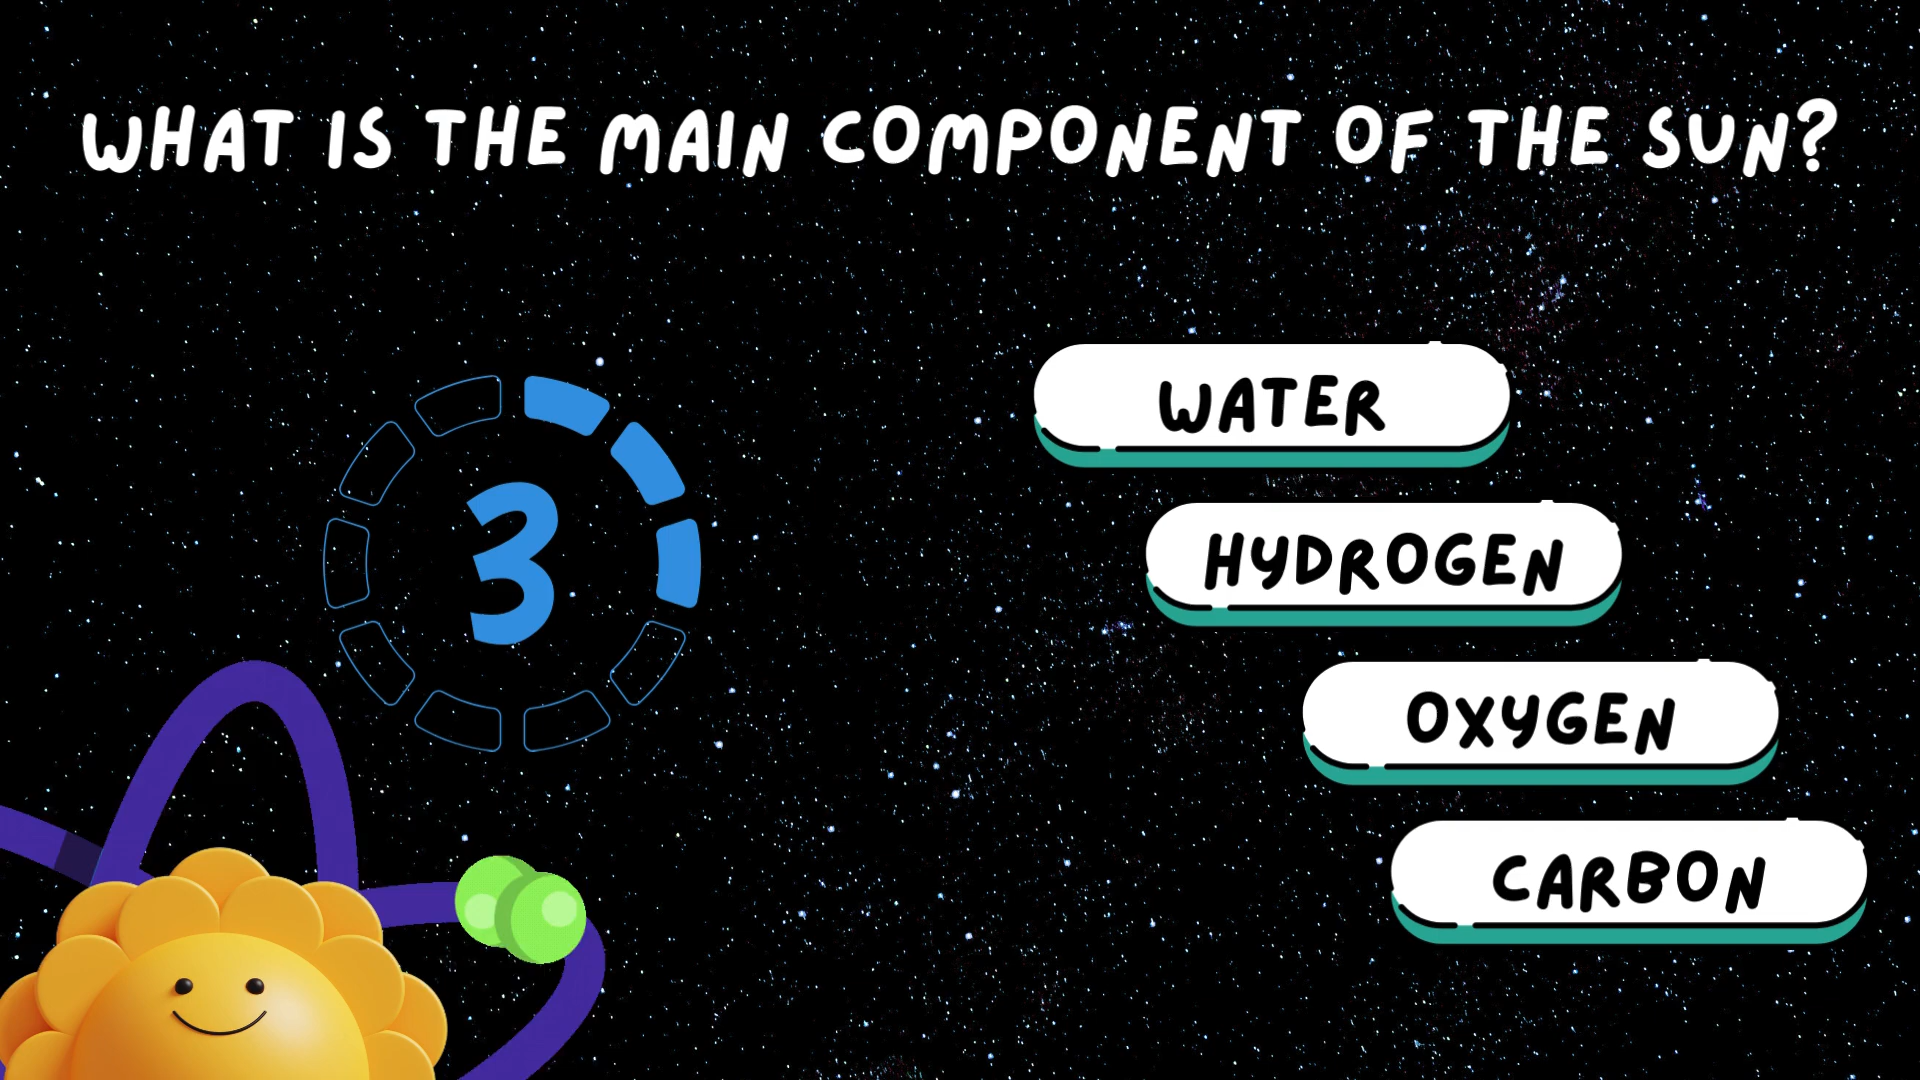 WHAT IS THE MAIN COMPONENT OF THE SUN?
3
WATER
HYDROGEN
OXYGEN
CARBON